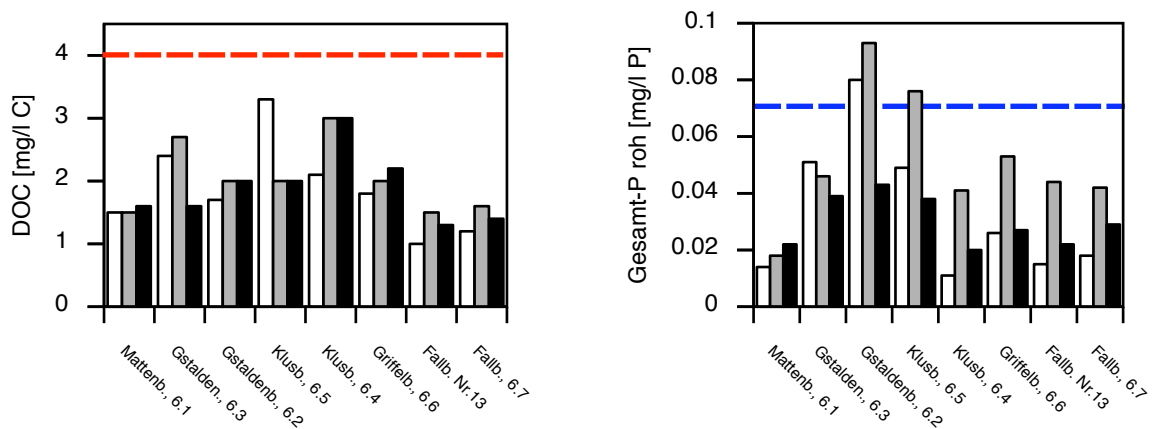 DOC [mg/l C]
4
3
2
1
0
Mattenb., 6.1
Gstalden., 6.3
Gstaldenb., 6.2
Klusb., 6.5
Klusb., 6.4
Griffelb., 6.6
Fallb. Nr.13
Fallb., 6.7
Gesamt-P roh [mg/l P]
0.1
0.08
0.06
0.04
0.02
0
Mattenb., 6.1
Gstalden., 6.3
Gstaldenb., 6.2
Klusb., 6.5
Klusb., 6.4
Griffelb., 6.6
Fallb. Nr.13
Fallb., 6.7